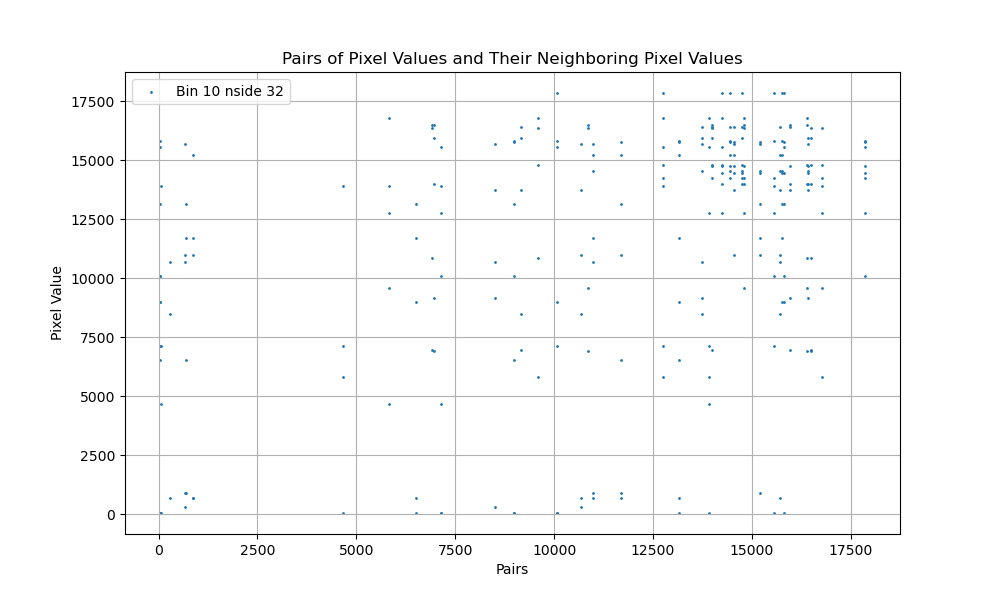 Pairs of Pixel Values and Their Neighboring Pixel Values
Bin 10 nside 32
17500
15000
12500
10000
7500
5000
2500
0
Pixel Value
0 2500 5000 7500 10000 12500 15000 17500
Pairs